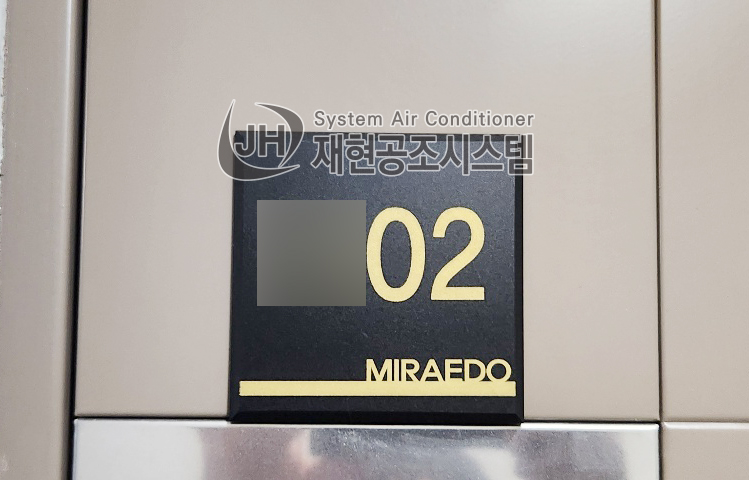 JH
System Air Conditioner
재현공조시스템
02
MIRAEDO